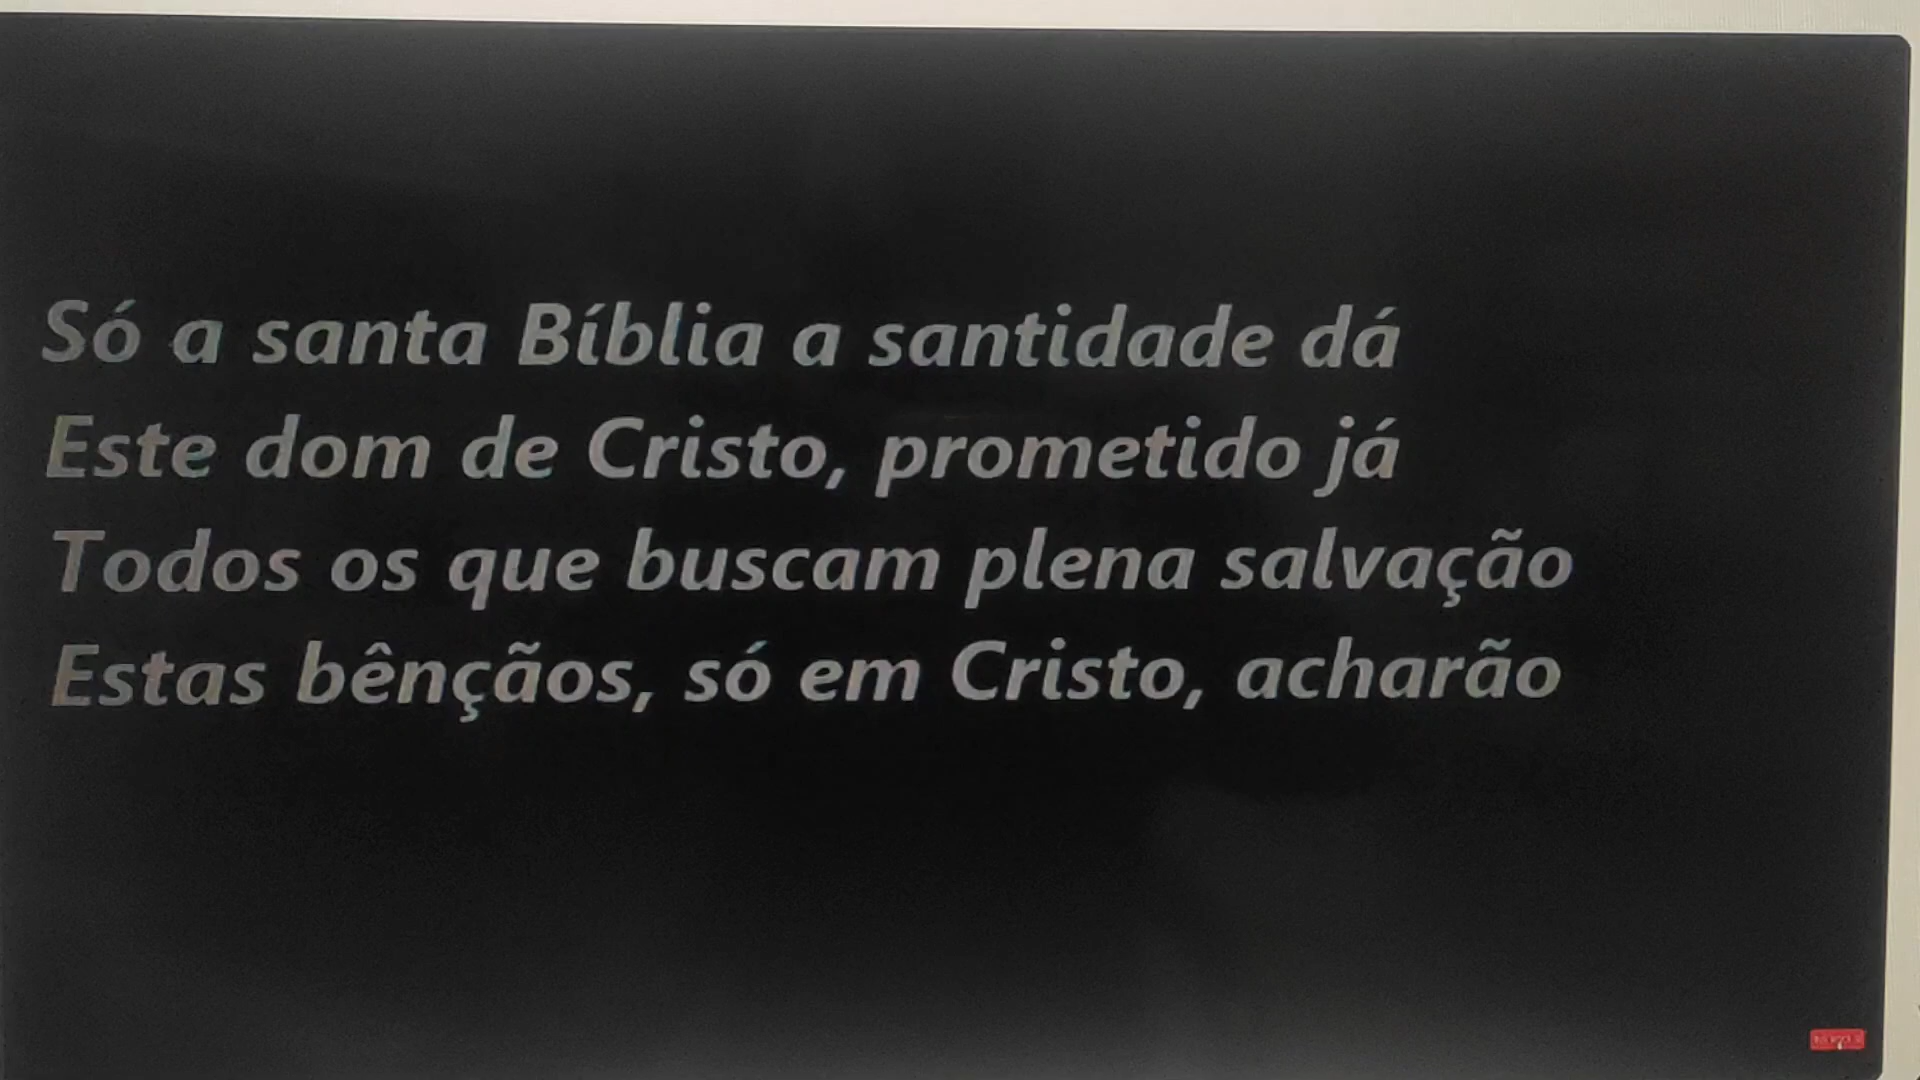 Só a santa Bíblia a santidade dá
Este dom de Cristo, prometido já
Todos os que buscam plena salvação
Estas bênçãos, só em Cristo, acharão